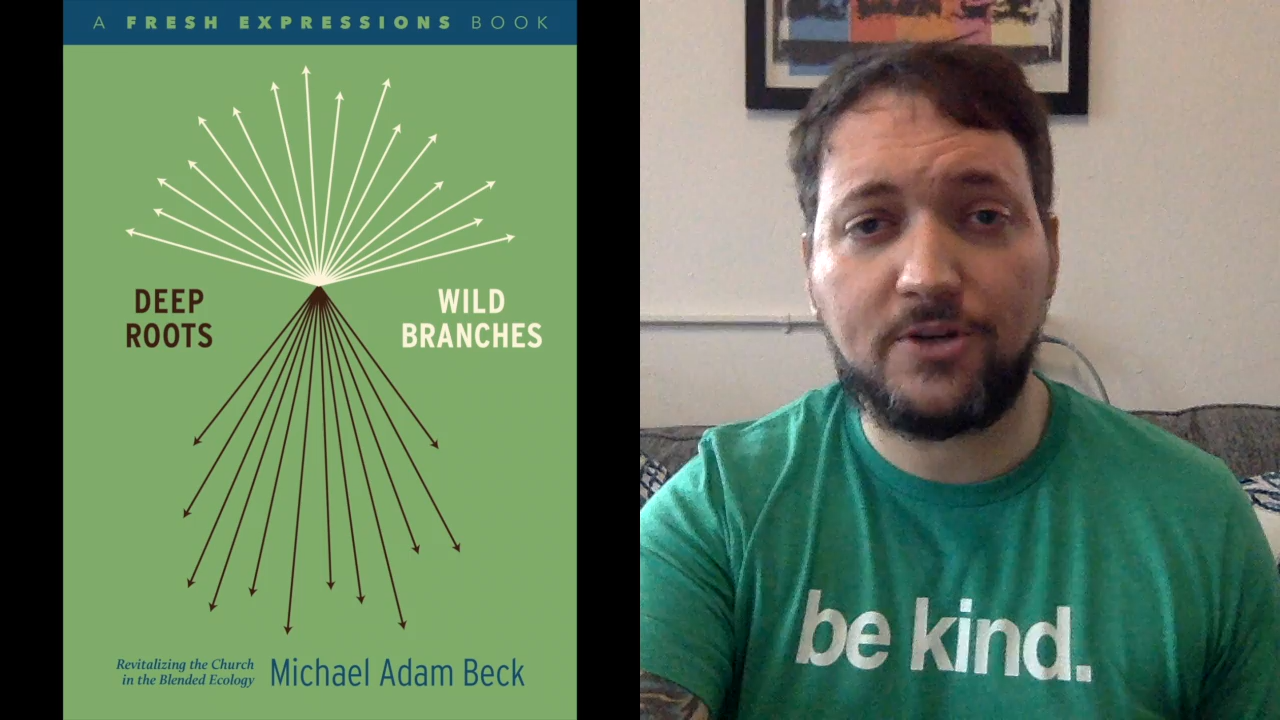 A FRESH EXPRESSIONS BOOK
DEEP
ROOTS
WILD
BRANCHES
Revitalizing the Church
in the Blended Ecology
Michael Adam Beck
be kind.